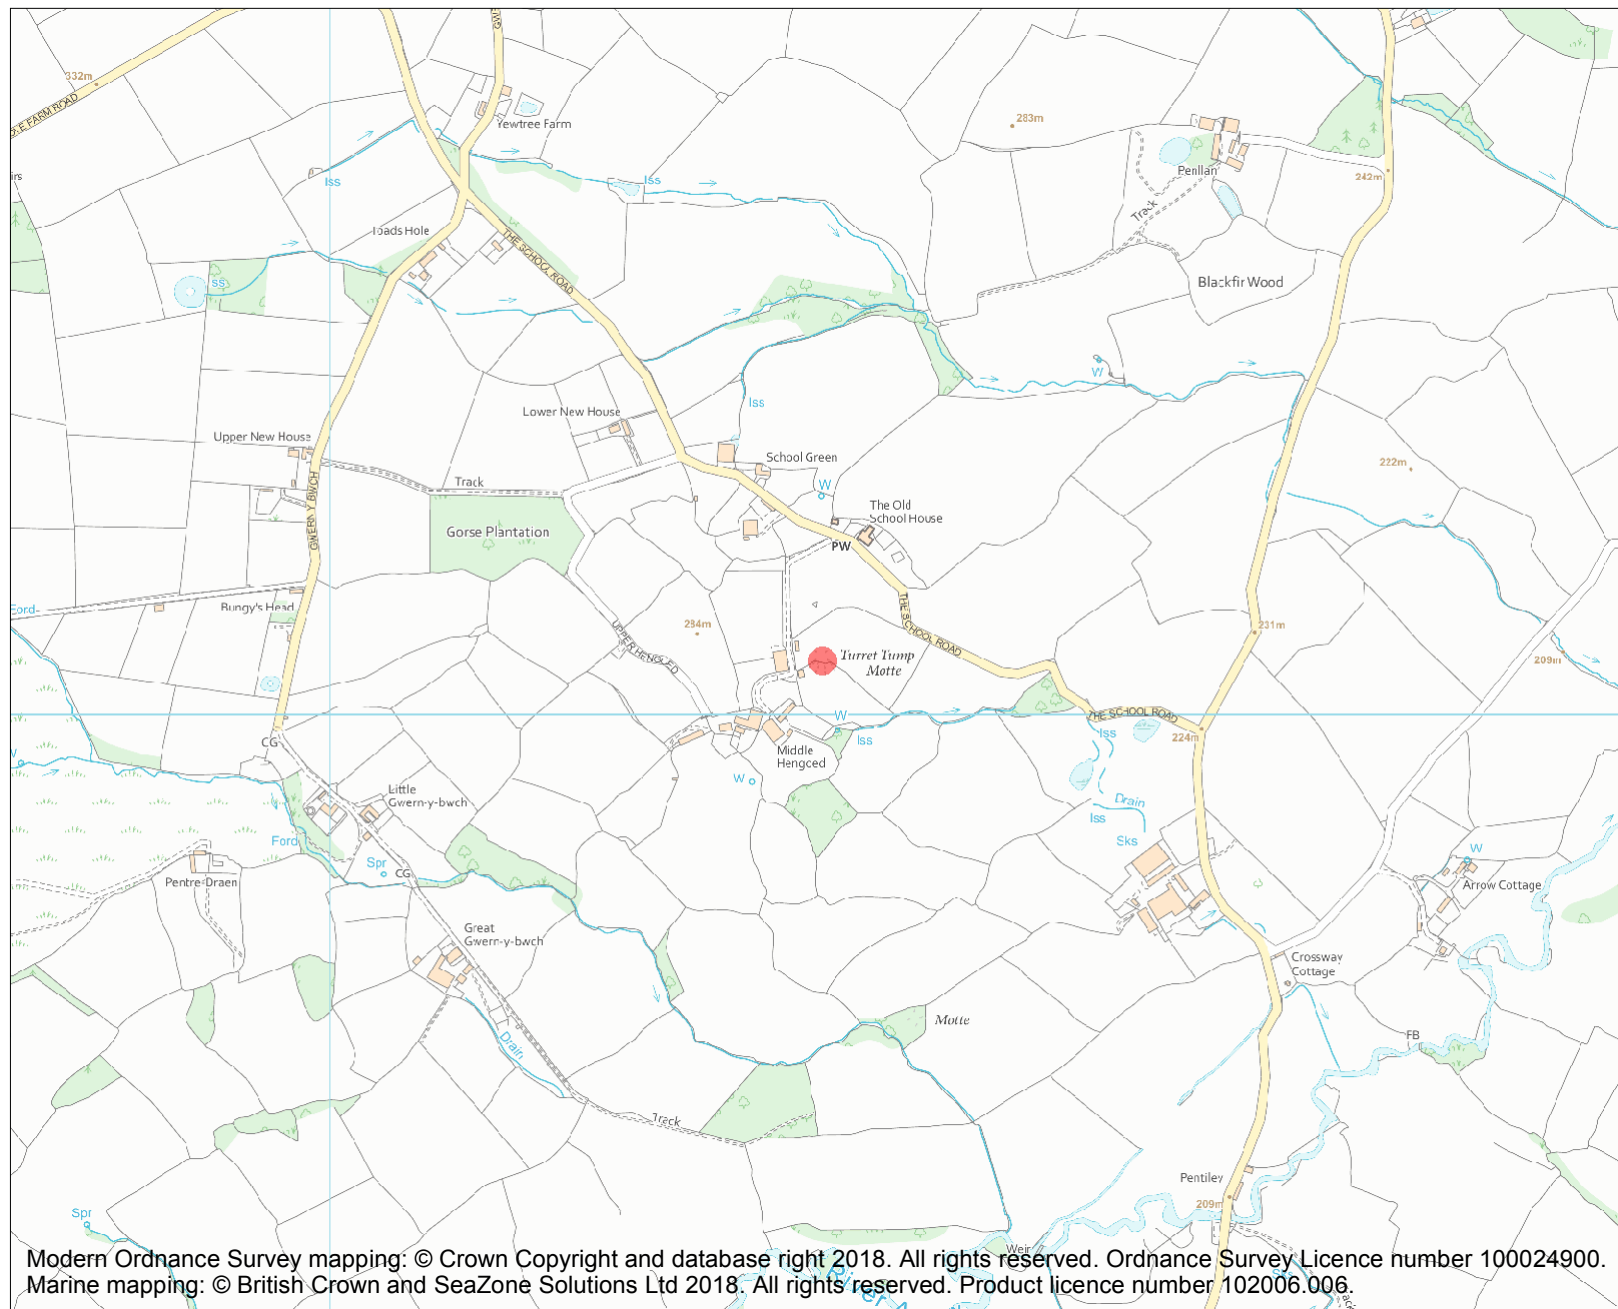 332m
E FARM ROAD
Yewtree Farm
283m
Iss
Iss
Penllan
242m
Track
Toads Hole
THE SCHOOL ROAD
Blackfir Wood
W
Iss
Lower New House
Upper New House
School Green
222m
Track
W
The Old
School House
GWERN Y BWCH
Gorse Plantation
PW
Ford
Bungy's Head
THE SCHOOL ROAD
284m
UPPER HENGLED
231m
Turret Tump
Motte
209m
W
THE SCHOOL ROAD
Iss
Iss
224m
CG
Middle
Hengoed
W
Little
Gwern-y-bwch
Drain
Iss
Sks
Ford
Spr
CG
W
Pentre-Draen
Arrow Cottage
Great
Gwern-y-bwch
Crossway
Cottage
Motte
FB
Drain
Track
Pentiley
209m
Spr
Weir
Modern Ordnance Survey mapping: © Crown Copyright and database right 2018. All rights reserved. Ordnance Survey Licence number 100024900.
Marine mapping: © British Crown and SeaZone Solutions Ltd 2018. All rights reserved. Product licence number 102006.006.
River